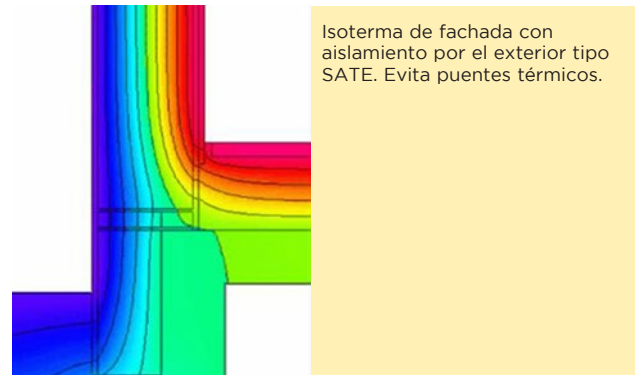 Isoterma de fachada con
aislamiento por el exterior tipo
SATE. Evita puentes térmicos.